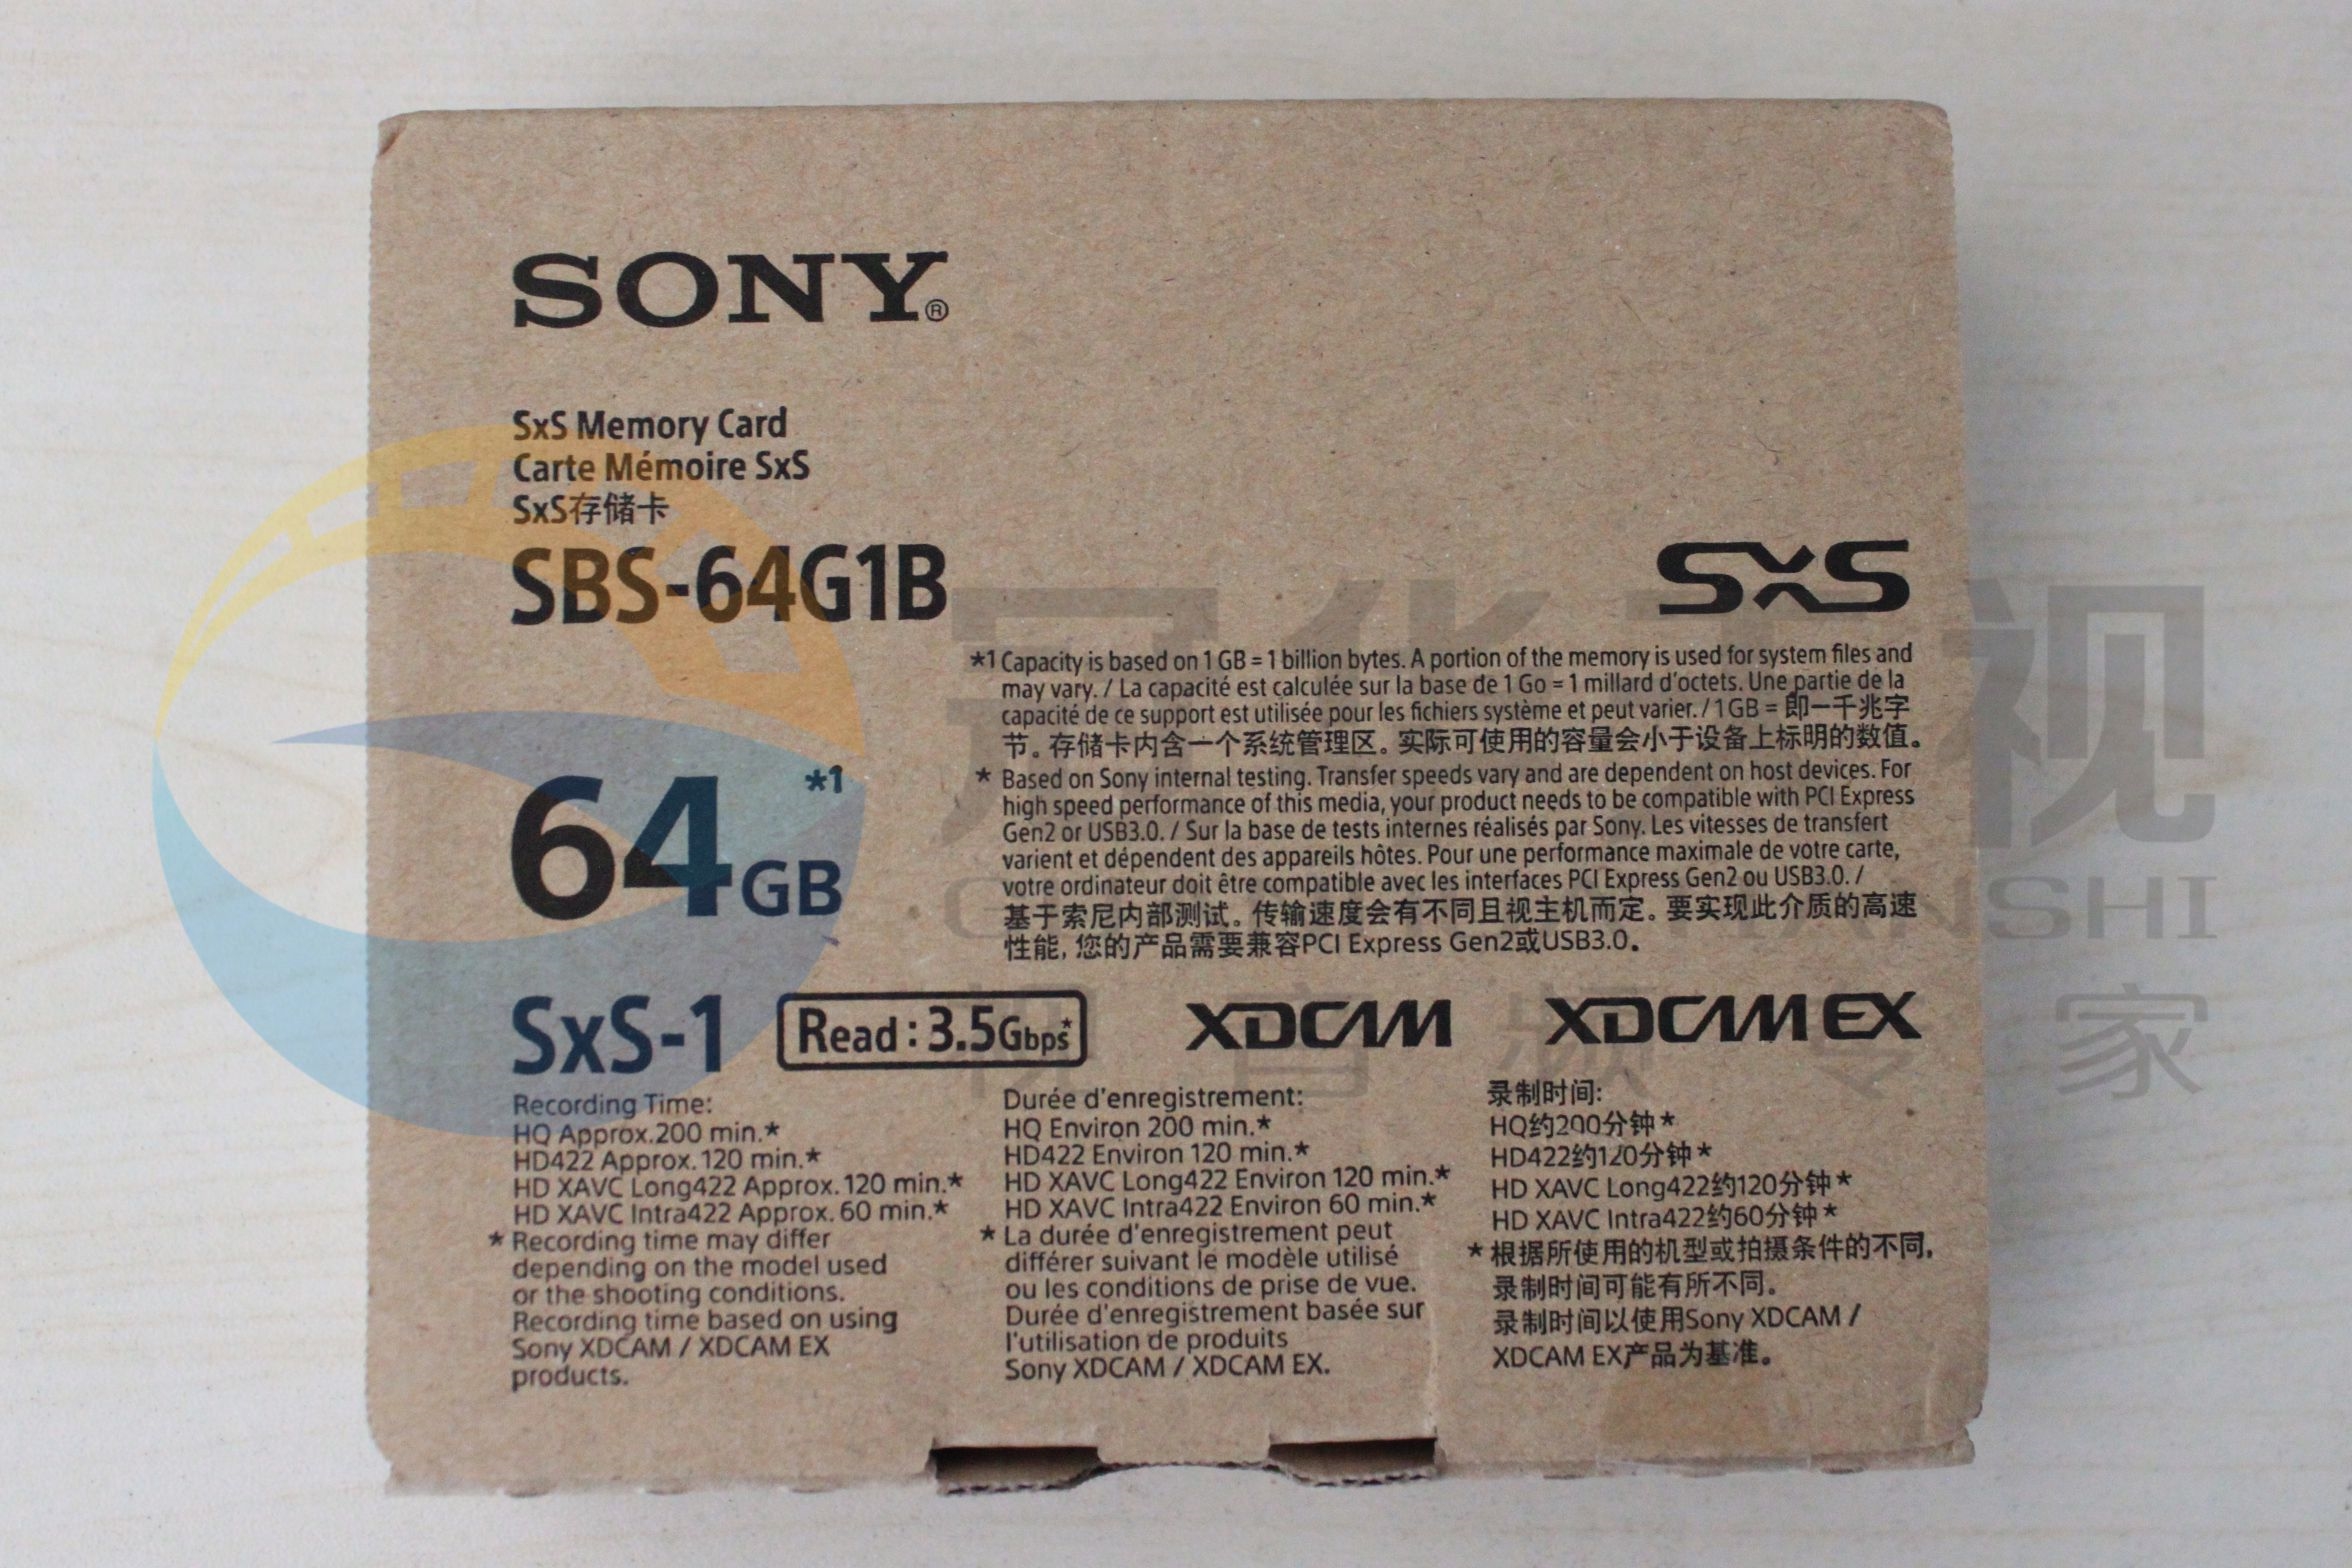 SONY®
SxS Memory Card
Carte Mémoire SxS
SxS存储卡
SBS-64G1B
SxS
*1 Capacity is based on 1 GB = 1 billion bytes. A portion of the memory is used for system files and
may vary. / La capacité est calculée sur la base de 1 Go = 1 millard d'octets. Une partie de la
capacité de ce support est utilisée pour les fichiers système et peut varier. / 1GB = 即一千兆字
节。存储卡内含一个系统管理区。实际可使用的容量会小于设备上标明的数值。
* Based on Sony internal testing. Transfer speeds vary and are dependent on host devices. For
high speed performance of this media, your product needs to be compatible with PCI Express
Gen2 or USB3.0. / Sur la base de tests internes réalisés par Sony. Les vitesses de transfert
varient et dépendent des appareils hôtes. Pour une performance maximale de votre carte,
votre ordinateur doit être compatible avec les interfaces PCI Express Gen2 ou USB3.0. /
基于索尼内部测试。传输速度会有不同且视主机而定。要实现此介质的高速
性能，您的产品需要兼容PCI Express Gen2或USB3.0。
64GB *1
SxS-1
Read : 3.5Gbps*
XDCAM
XDCAM EX
Recording Time:
HQ Approx.200 min.*
HD422 Approx. 120 min.*
HD XAVC Long422 Approx. 120 min.*
HD XAVC Intra422 Approx. 60 min.*
* Recording time may differ
depending on the model used
or the shooting conditions.
Recording time based on using
Sony XDCAM / XDCAM EX
products.
Durée d'enregistrement:
HQ Environ 200 min.*
HD422 Environ 120 min.*
HD XAVC Long422 Environ 120 min.*
HD XAVC Intra422 Environ 60 min.*
* La durée d'enregistrement peut
différer suivant le modèle utilisé
ou les conditions de prise de vue.
Durée d'enregistrement basée sur
l'utilisation de produits
Sony XDCAM / XDCAM EX.
录制时间:
HQ约200分钟*
HD422约120分钟*
HD XAVC Long422约120分钟*
HD XAVC Intra422约60分钟*
* 根据所使用的机型或拍摄条件的不同，
录制时间可能有所不同。
录制时间以使用Sony XDCAM /
XDCAM EX产品为基准。
视
家